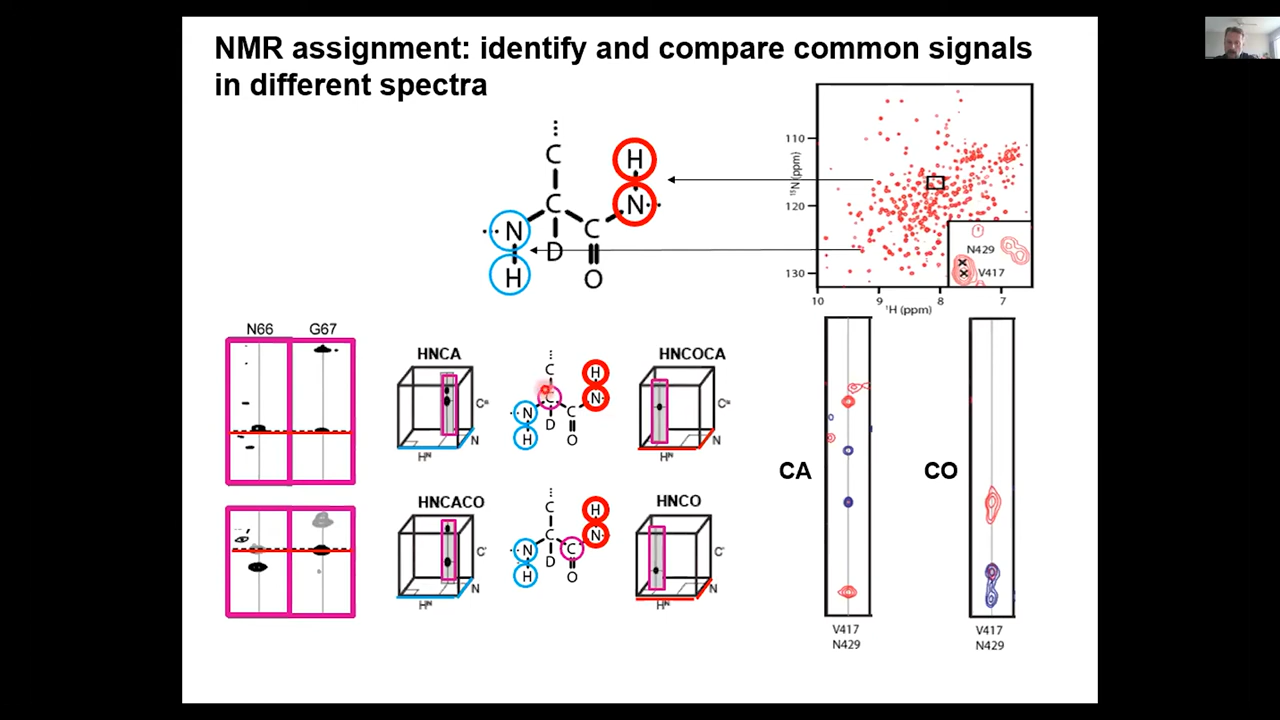 NMR assignment: identify and compare common signals
in different spectra
⋮
C
H
C
N
N
C
D
H
O
110
120
130
¹⁵N (ppm)
N429
V417
10 9 8 7
¹H (ppm)
N66 G67
HNCA
Cᵅ
N
Hᴺ
C
C
H
N
N
C
D
H
O
HNCOCA
Cᵅ
N
Hᴺ
HNCACO
C'
N
Hᴺ
C
C
H
N
N
C
D
H
O
HNCO
C'
N
Hᴺ
CA
V417
N429
CO
V417
N429